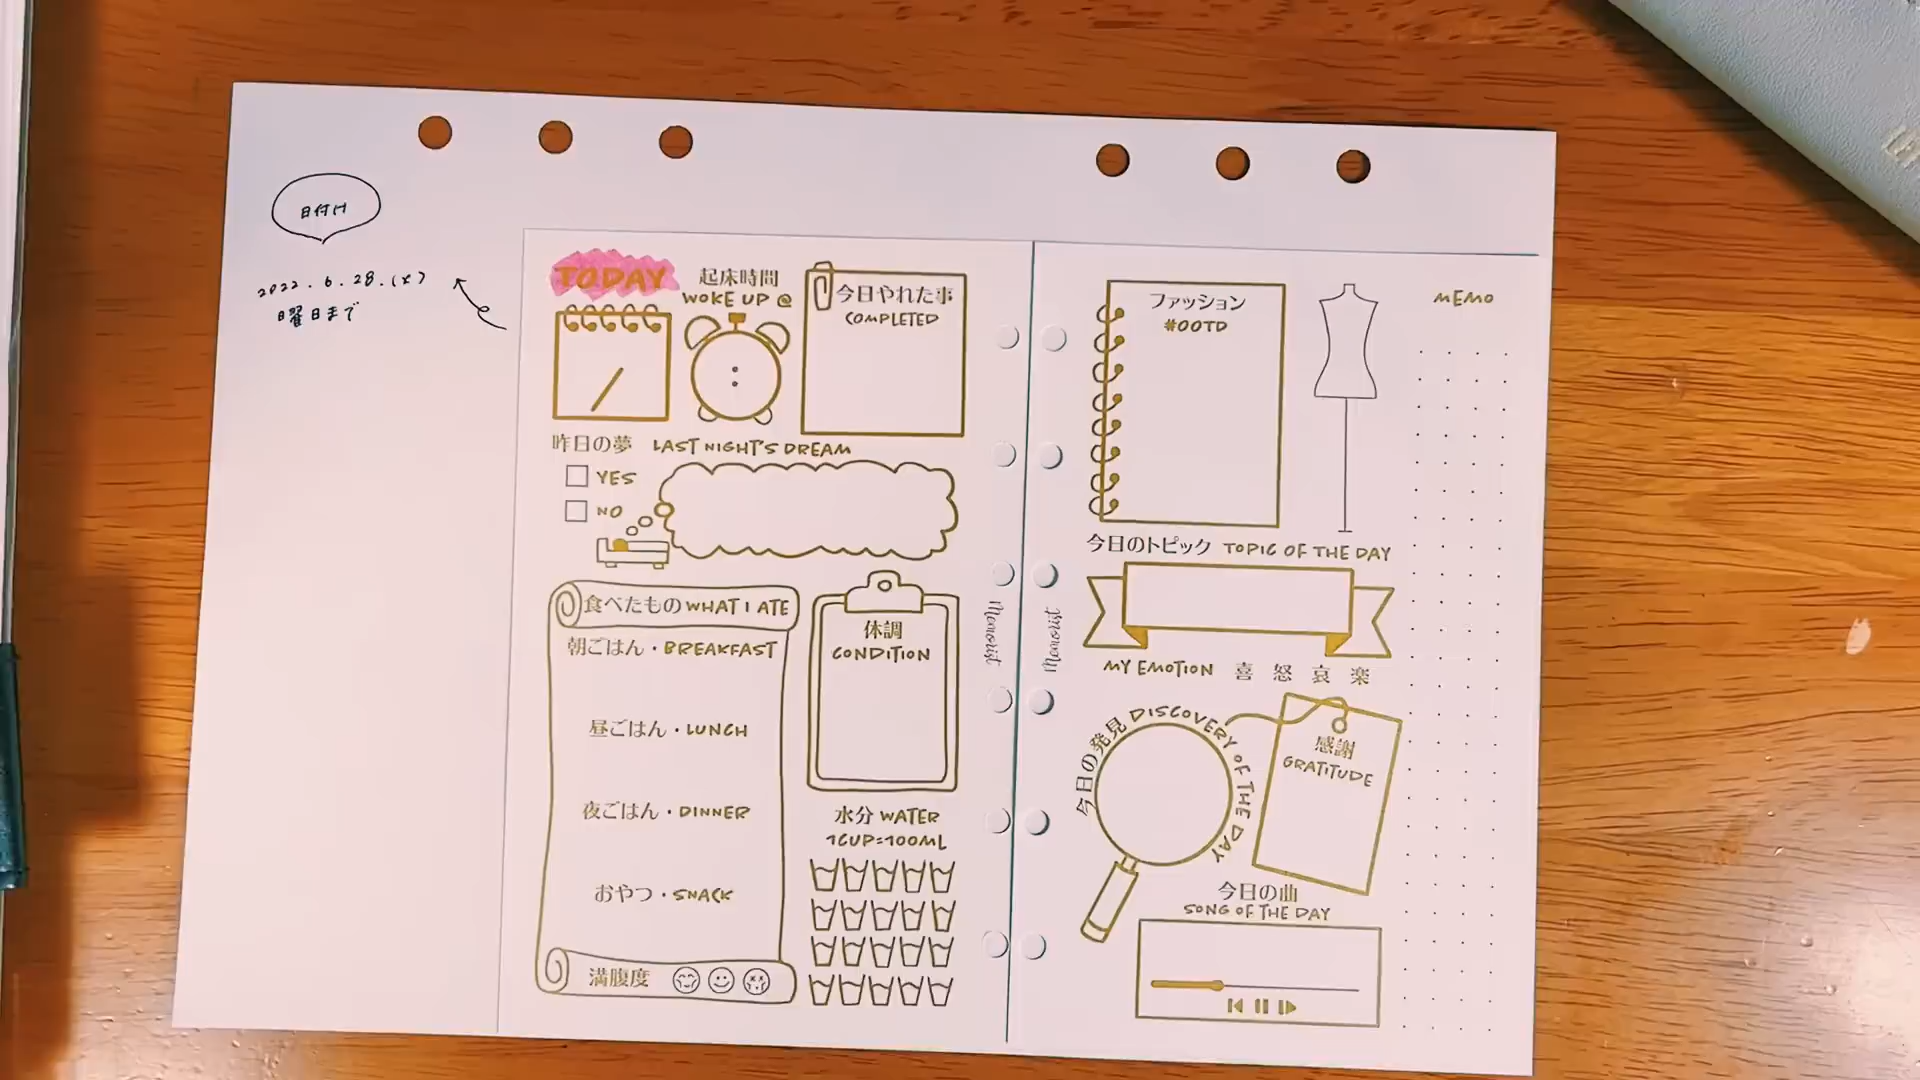 日付け
2022.6.28.(火)
曜日まで
TODAY
起床時間
WOKE UP @
今日やれた事
COMPLETED
昨日の夢 LAST NIGHT'S DREAM
YES
NO
食べたもの WHAT I ATE
朝ごはん・BREAKFAST
昼ごはん・LUNCH
夜ごはん・DINNER
おやつ・SNACK
満腹度
体調
CONDITION
水分 WATER
1CUP=100ML
Memorist
Memorist
ファッション
#OOTD
MEMO
今日のトピック TOPIC OF THE DAY
MY EMOTION 喜 怒 哀 楽
今日の発見 DISCOVERY OF THE DAY
感謝
GRATITUDE
今日の曲
SONG OF THE DAY